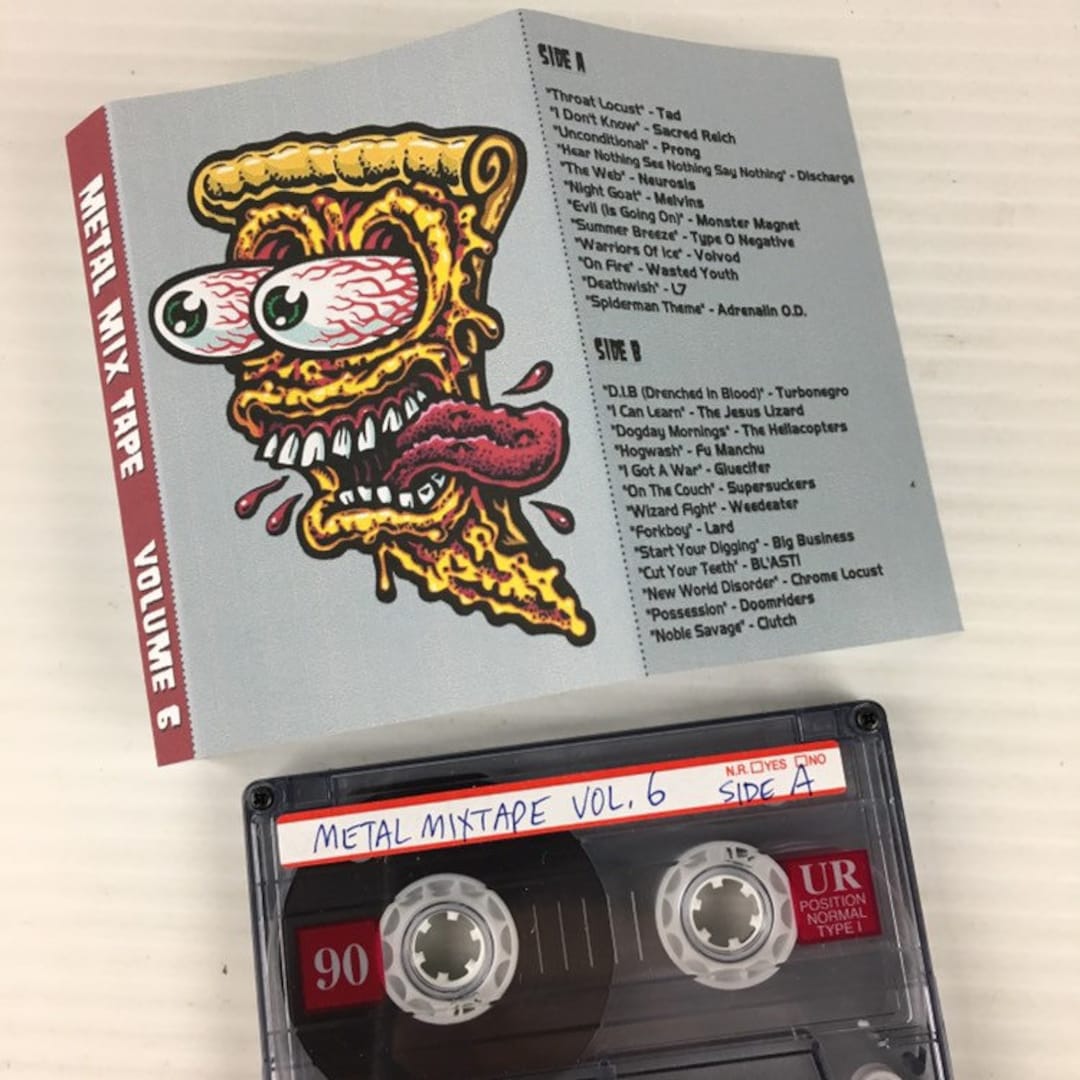 METAL MIX TAPE VOLUME 6
SIDE A
"Throat Locust" - Tad
"I Don't Know" - Sacred Reich
"Unconditional" - Prong
"Hear Nothing See Nothing Say Nothing" - Discharge
"The Web" - Neurosis
"Night Goat" - Melvins
"Evil (Is Going On)" - Monster Magnet
"Summer Breeze" - Type O Negative
"Warriors Of Ice" - Voivod
"On Fire" - Wasted Youth
"Deathwish" - L7
"Spiderman Theme" - Adrenalin O.D.
SIDE B
"D.I.B (Drenched In Blood)" - Turbonegro
"I Can Learn" - The Jesus Lizard
"Dogday Mornings" - The Hellacopters
"Hogwash" - Fu Manchu
"I Got A War" - Gluecifer
"On The Couch" - Supersuckers
"Wizard Fight" - Weedeater
"Forkboy" - Lard
"Start Your Digging" - Big Business
"Cut Your Teeth" - BL'AST!
"New World Disorder" - Chrome Locust
"Possession" - Doomriders
"Noble Savage" - Clutch
N.R. YES NO
METAL MIXTAPE VOL. 6 SIDE A
90
UR
POSITION
NORMAL
TYPE I